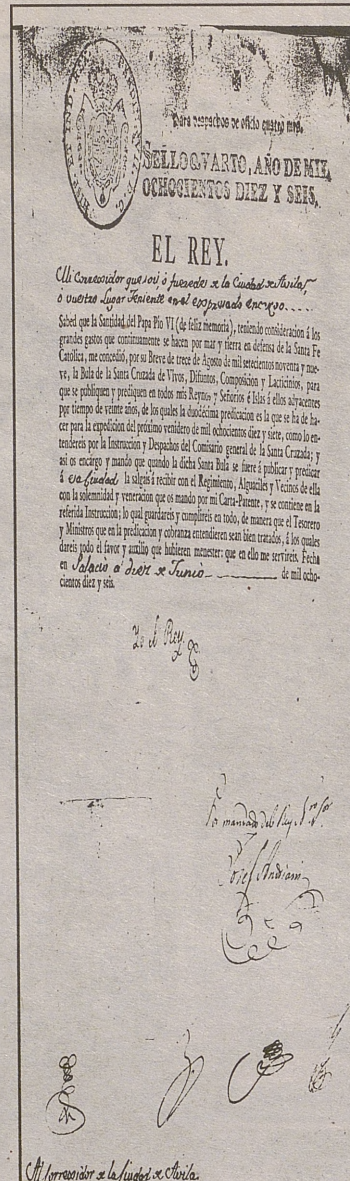 Para despachos de oficio quatro mrs.
SELLO QVARTO, AÑO DE MIL
OCHOCIENTOS DIEZ Y SEIS.
EL REY.
Mi Corregidor que sois ó fueredes de la Ciudad de Avila,
ó vuestro Lugar Teniente en el expresado encargo.....
Sabed que la Santidad del Papa Pio VI (de feliz memoria), teniendo consideracion á los
grandes gastos que continuamente se hacen por mar y tierra en defensa de la Santa Fe
Católica, me concedió, por su Breve de trece de Agosto de mil setecientos noventa y nue-
ve, la Bula de la Santa Cruzada de Vivos, Difuntos, Composicion y Lacticinios, para
que se publiquen y prediquen en todos mis Reynos y Señoríos é Islas á ellos adyacentes
por tiempo de veinte años, de los quales la duodécima predicacion es la que se ha de ha-
cer para la expedicion del próximo venidero de mil ochocientos diez y siete, como lo en-
tendereis por la Instruccion y Despachos del Comisario general de la Santa Cruzada; y
asi os encargo y mando que quando la dicha Santa Bula se fuere á publicar y predicar
á esa Ciudad la salgais á recibir con el Regimiento, Alguaciles y Vecinos de ella
con la solemnidad y veneracion que os mando por mi Carta-Patente, y se contiene en la
referida Instruccion; lo qual guardareis y cumplireis en todo, de manera que el Tesorero
y Ministros que en la predicacion y cobranza entendieren sean bien tratados, á los quales
dareis todo el favor y auxilio que hubieren menester: que en ello me servireis. Fecha
en Palacio á diez de Junio de mil ocho-
cientos diez y seis.
Yo el Rey
Por mandado del Rey Nro Sor
Josef
Al Corregidor de la Ciudad de Avila